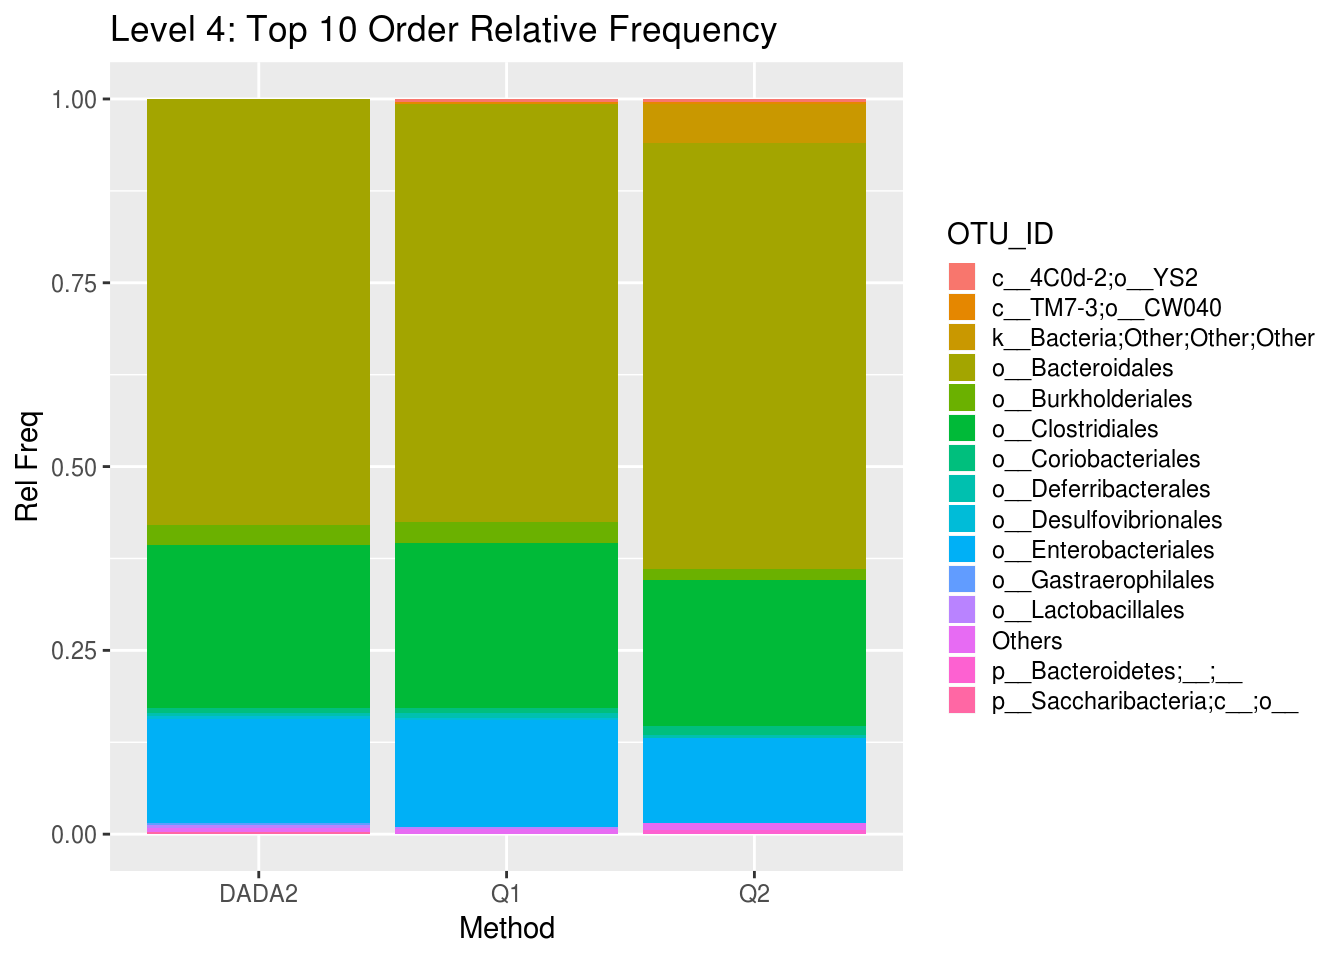 Level 4: Top 10 Order Relative Frequency
1.00
0.75
0.50
0.25
0.00
Rel Freq
DADA2 Q1 Q2
Method
OTU_ID
c__4C0d-2;o__YS2
c__TM7-3;o__CW040
k__Bacteria;Other;Other;Other
o__Bacteroidales
o__Burkholderiales
o__Clostridiales
o__Coriobacteriales
o__Deferribacterales
o__Desulfovibrionales
o__Enterobacteriales
o__Gastraerophilales
o__Lactobacillales
Others
p__Bacteroidetes;__;__
p__Saccharibacteria;c__;o__